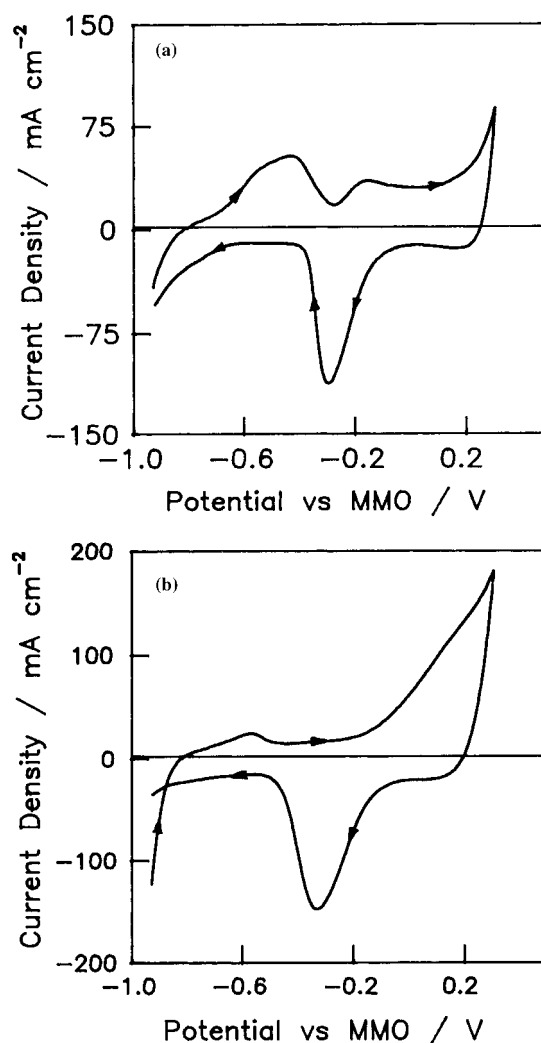 150
(a)
75
0
−75
−150
Current Density / mA cm−2
−1.0 −0.6 −0.2 0.2
Potential vs MMO / V
200
(b)
100
0
−100
−200
Current Density / mA cm−2
−1.0 −0.6 −0.2 0.2
Potential vs MMO / V